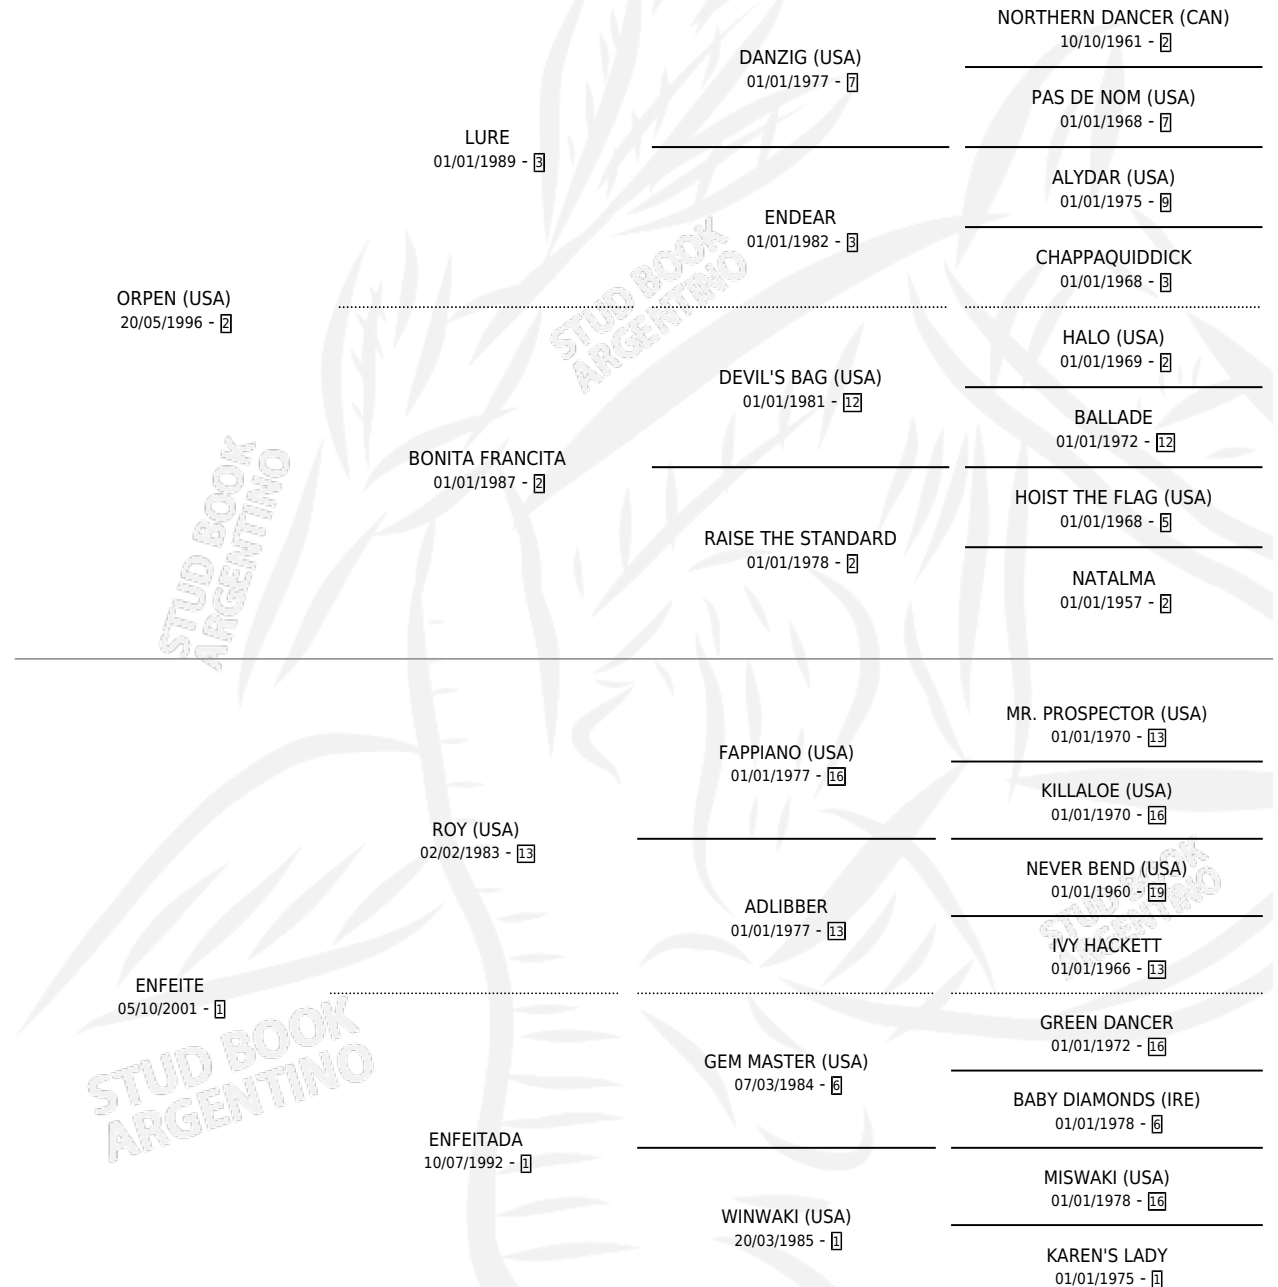 NORTHERN DANCER (CAN)
10/10/1961 - 2
DANZIG (USA)
01/01/1977 - 7
PAS DE NOM (USA)
01/01/1968 - 7
LURE
01/01/1989 - 3
ALYDAR (USA)
01/01/1975 - 9
ENDEAR
01/01/1982 - 3
CHAPPAQUIDDICK
01/01/1968 - 3
ORPEN (USA)
20/05/1996 - 2
STUD BOOK
ARGENTINO
HALO (USA)
01/01/1969 - 2
DEVIL'S BAG (USA)
01/01/1981 - 12
BALLADE
01/01/1972 - 12
BONITA FRANCITA
01/01/1987 - 2
HOIST THE FLAG (USA)
01/01/1968 - 5
RAISE THE STANDARD
01/01/1978 - 2
NATALMA
01/01/1957 - 2
STUD BOOK
ARGENTINO
MR. PROSPECTOR (USA)
01/01/1970 - 13
FAPPIANO (USA)
01/01/1977 - 16
KILLALOE (USA)
01/01/1970 - 16
ROY (USA)
02/02/1983 - 13
NEVER BEND (USA)
01/01/1960 - 19
ADLIBBER
01/01/1977 - 13
IVY HACKETT
01/01/1966 - 13
STUD BOOK
ARGENTINO
ENFEITE
05/10/2001 - 1
GREEN DANCER
01/01/1972 - 16
GEM MASTER (USA)
07/03/1984 - 6
BABY DIAMONDS (IRE)
01/01/1978 - 6
STUD BOOK
ARGENTINO
ENFEITADA
10/07/1992 - 1
MISWAKI (USA)
01/01/1978 - 16
WINWAKI (USA)
20/03/1985 - 1
KAREN'S LADY
01/01/1975 - 1